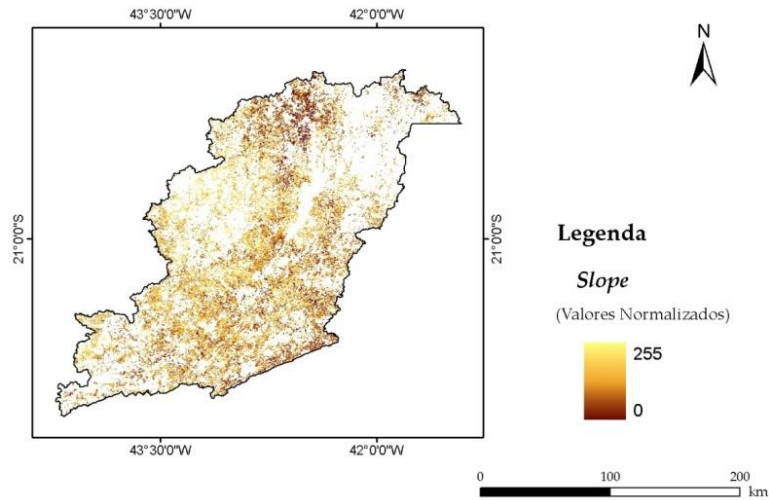 43°30'0"W 42°0'0"W
N
21°0'0"S 21°0'0"S
Legenda
Slope
(Valores Normalizados)
255
0
43°30'0"W 42°0'0"W
0 100 200
km